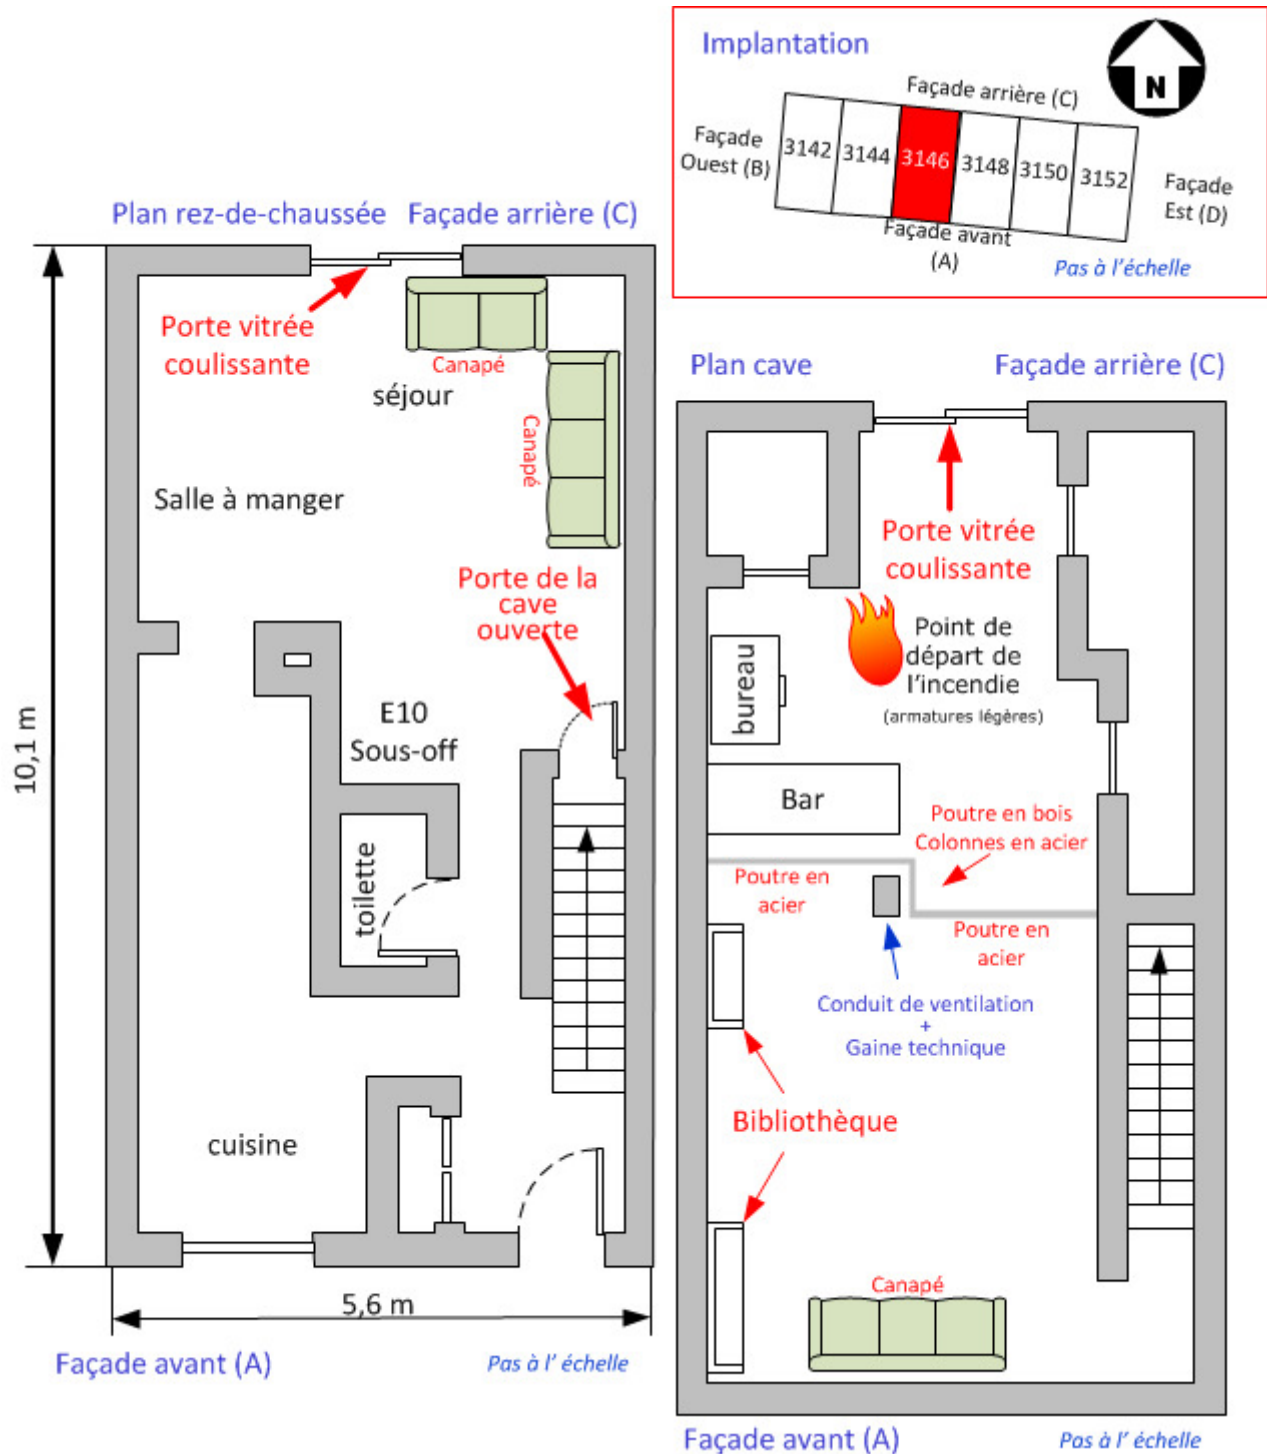 Implantation
N
Façade arrière (C)
Façade
Ouest (B)
3142
3144
3146
3148
3150
3152
Façade
Est (D)
Façade avant
(A)
Pas à l'échelle
Plan rez-de-chaussée
Façade arrière (C)
Porte vitrée
coulissante
Canapé
séjour
Canapé
Salle à manger
Porte de la
cave
ouverte
E10
Sous-off
10,1 m
toilette
cuisine
5,6 m
Façade avant (A)
Pas à l' échelle
Plan cave
Façade arrière (C)
Porte vitrée
coulissante
Point de
départ de
l'incendie
(armatures légères)
bureau
Bar
Poutre en bois
Colonnes en acier
Poutre en
acier
Poutre en
acier
Conduit de ventilation
+
Gaine technique
Bibliothèque
Canapé
Façade avant (A)
Pas à l' échelle